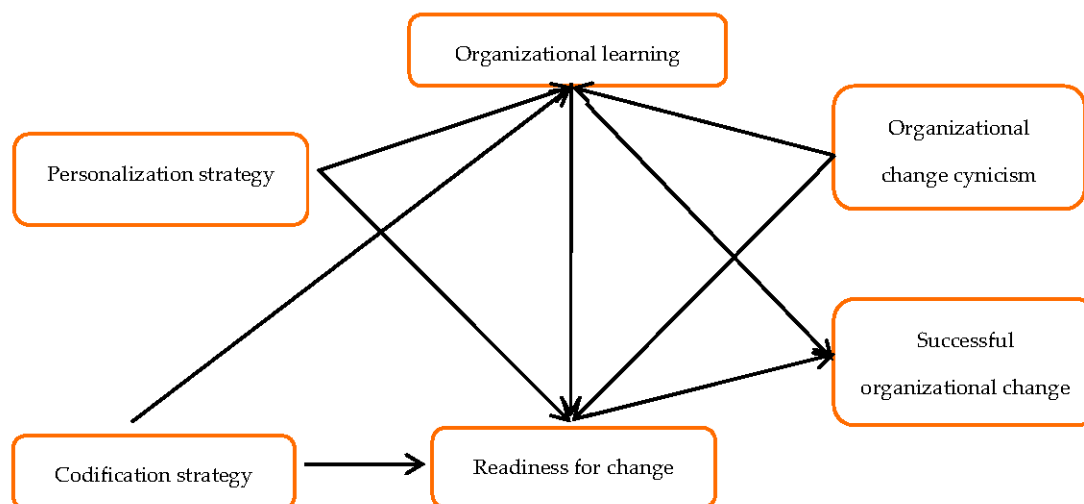 Organizational learning
Organizational
change cynicism
Personalization strategy
Successful
organizational change
Readiness for change
Codification strategy